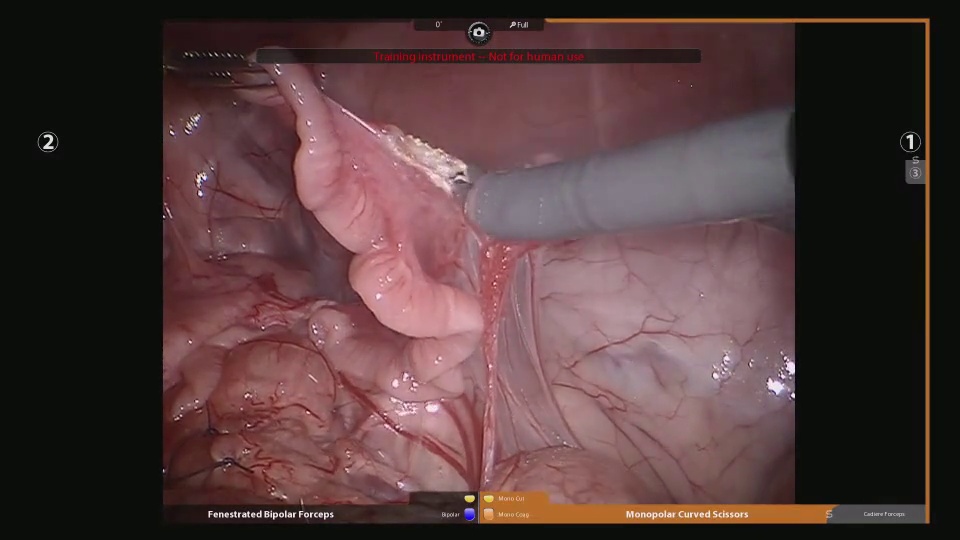 0°
Full
Training instrument -- Not for human use
2
1
S
3
Mono Cut
Bipolar
Mono Coag
Fenestrated Bipolar Forceps
Monopolar Curved Scissors
S
Cadiere Forceps